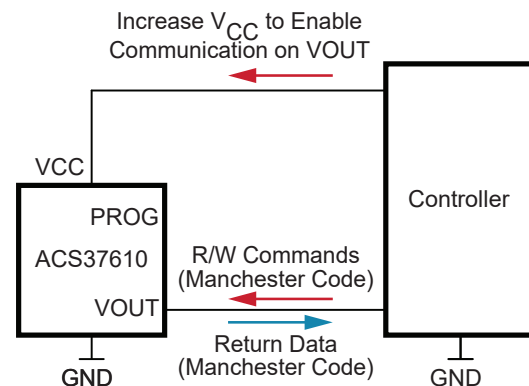 Increase VCC to Enable
Communication on VOUT
VCC
PROG
ACS37610
VOUT
GND
R/W Commands
(Manchester Code)
Return Data
(Manchester Code)
Controller
GND